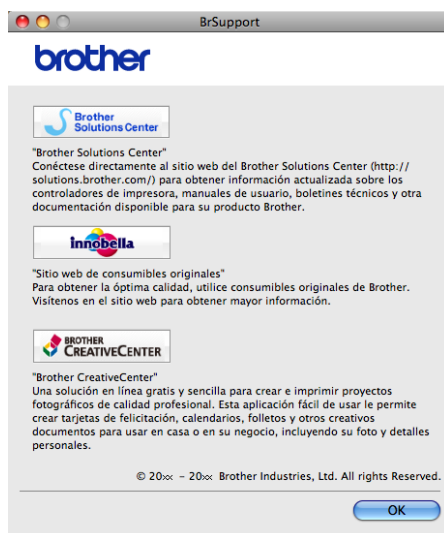 BrSupport
brother
Brother
Solutions Center
"Brother Solutions Center"
Conéctese directamente al sitio web del Brother Solutions Center (http://
solutions.brother.com/) para obtener información actualizada sobre los
controladores de impresora, manuales de usuario, boletines técnicos y otra
documentación disponible para su producto Brother.
innobella
"Sitio web de consumibles originales"
Para obtener la óptima calidad, utilice consumibles originales de Brother.
Visítenos en el sitio web para obtener mayor información.
BROTHER
CREATIVECENTER
"Brother CreativeCenter"
Una solución en línea gratis y sencilla para crear e imprimir proyectos
fotográficos de calidad profesional. Esta aplicación fácil de usar le permite
crear tarjetas de felicitación, calendarios, folletos y otros creativos
documentos para usar en casa o en su negocio, incluyendo su foto y detalles
personales.
© 20xx - 20xx Brother Industries, Ltd. All rights Reserved.
OK